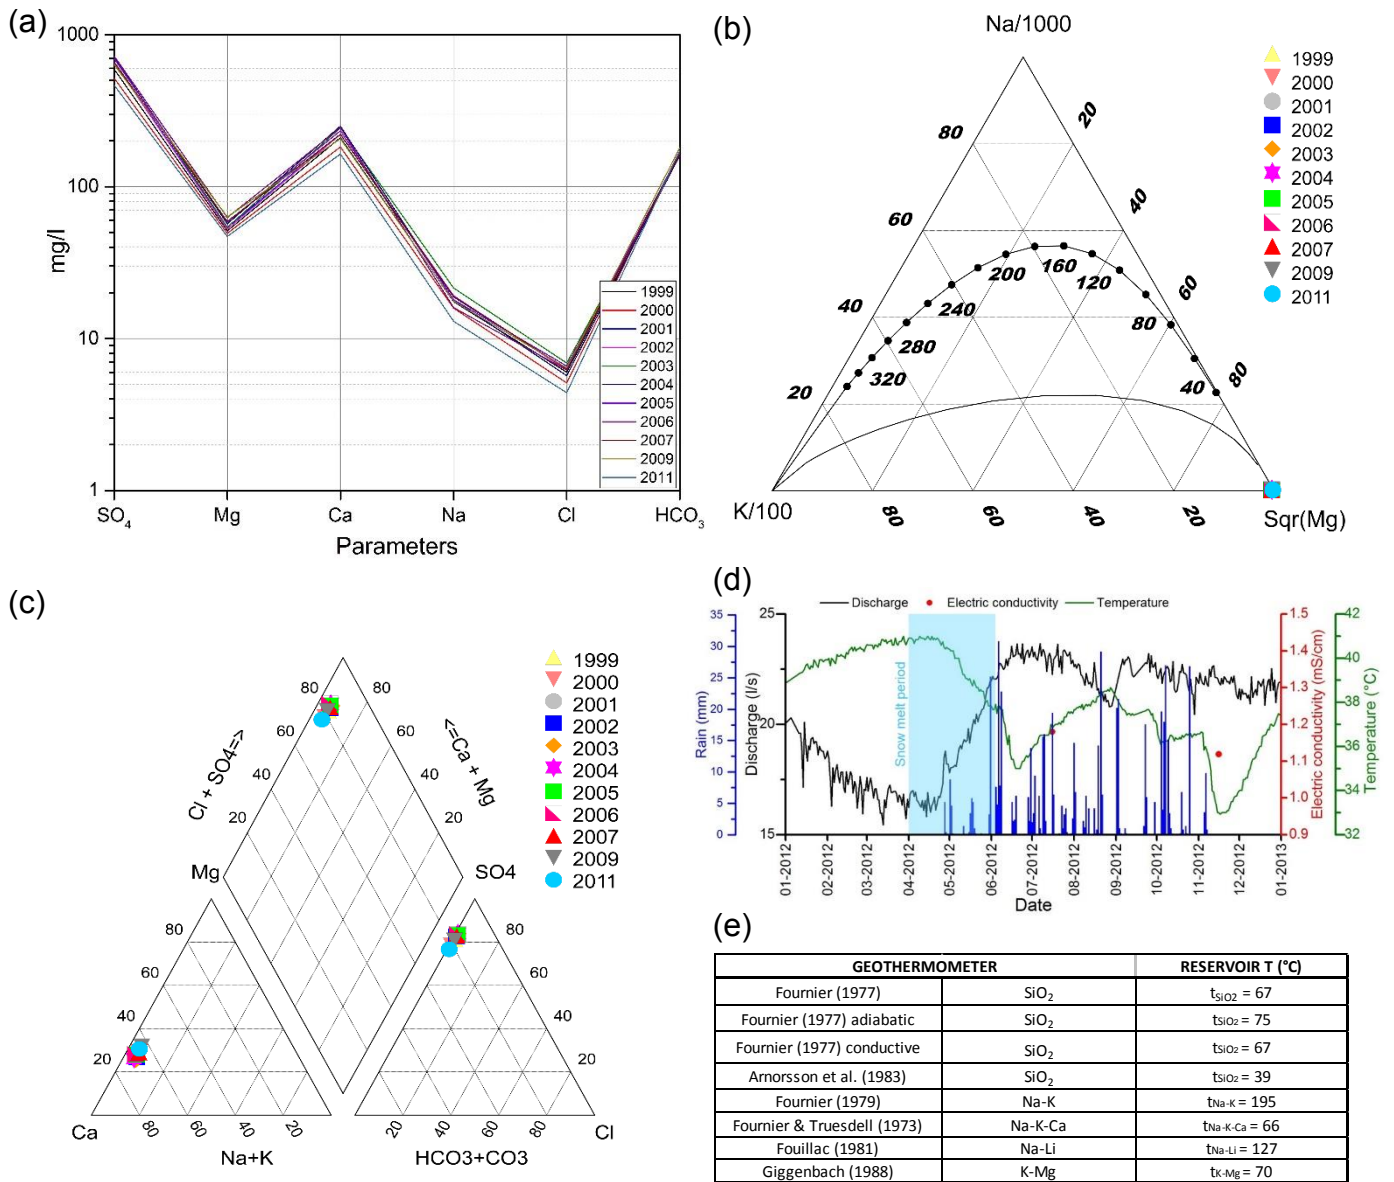 (a)
1000
100
10
1
mg/l
SO4
Mg
Ca
Na
Cl
HCO3
Parameters
1999
2000
2001
2002
2003
2004
2005
2006
2007
2009
2011
(b)
Na/1000
80
60
40
20
20
40
60
80
200
160
120
240
80
280
320
40
K/100
Sqr(Mg)
80
60
40
20
1999
2000
2001
2002
2003
2004
2005
2006
2007
2009
2011
(c)
80
80
60
60
40
40
20
20
Cl + SO4=>
<=Ca + Mg
Mg
SO4
80
80
60
60
40
40
20
20
Ca
80
60
40
20
20
40
60
80
Cl
Na+K
HCO3+CO3
1999
2000
2001
2002
2003
2004
2005
2006
2007
2009
2011
(d)
Discharge
Electric conductivity
Temperature
35
30
25
20
15
10
5
0
Rain (mm)
25
20
15
Discharge (l/s)
Snow melt period
1.5
1.4
1.3
1.2
1.1
1.0
0.9
Electric conductivity (mS/cm)
42
40
38
36
34
32
Temperature (°C)
01-2012
02-2012
03-2012
04-2012
05-2012
06-2012
07-2012
08-2012
09-2012
10-2012
11-2012
12-2012
01-2013
Date
(e)
GEOTHERMOMETER RESERVOIR T (°C)
Fournier (1977) SiO2 tSiO2 = 67
Fournier (1977) adiabatic SiO2 tSiO2 = 75
Fournier (1977) conductive SiO2 tSiO2 = 67
Arnorsson et al. (1983) SiO2 tSiO2 = 39
Fournier (1979) Na-K tNa-K = 195
Fournier & Truesdell (1973) Na-K-Ca tNa-K-Ca = 66
Fouillac (1981) Na-Li tNa-Li = 127
Giggenbach (1988) K-Mg tK-Mg = 70